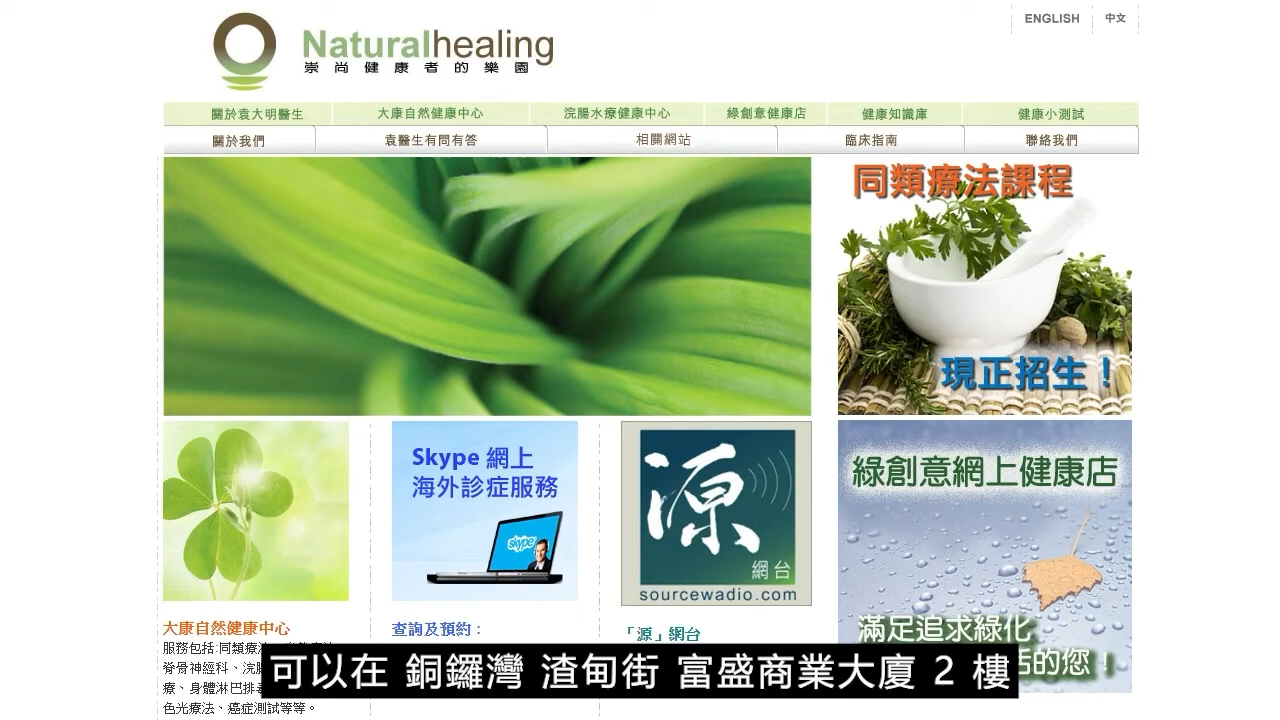 ENGLISH 中文
Naturalhealing
崇尚健康者的樂園
關於袁大明醫生 大康自然健康中心 浣腸水療健康中心 綠創意健康店 健康知識庫 健康小測試
關於我們 袁醫生有問有答 相關網站 臨床指南 聯絡我們
同類療法課程
現正招生！
Skype 網上
海外診症服務
skype
源
網台
sourcewadio.com
綠創意網上健康店
滿足追求綠化
活的您！
大康自然健康中心
服務包括:同類療法
脊骨神經科、浣腸
療、身體淋巴排毒
色光療法、癌症測試等等。
查詢及預約：
「源」網台
可以在 銅鑼灣 渣甸街 富盛商業大廈 2 樓